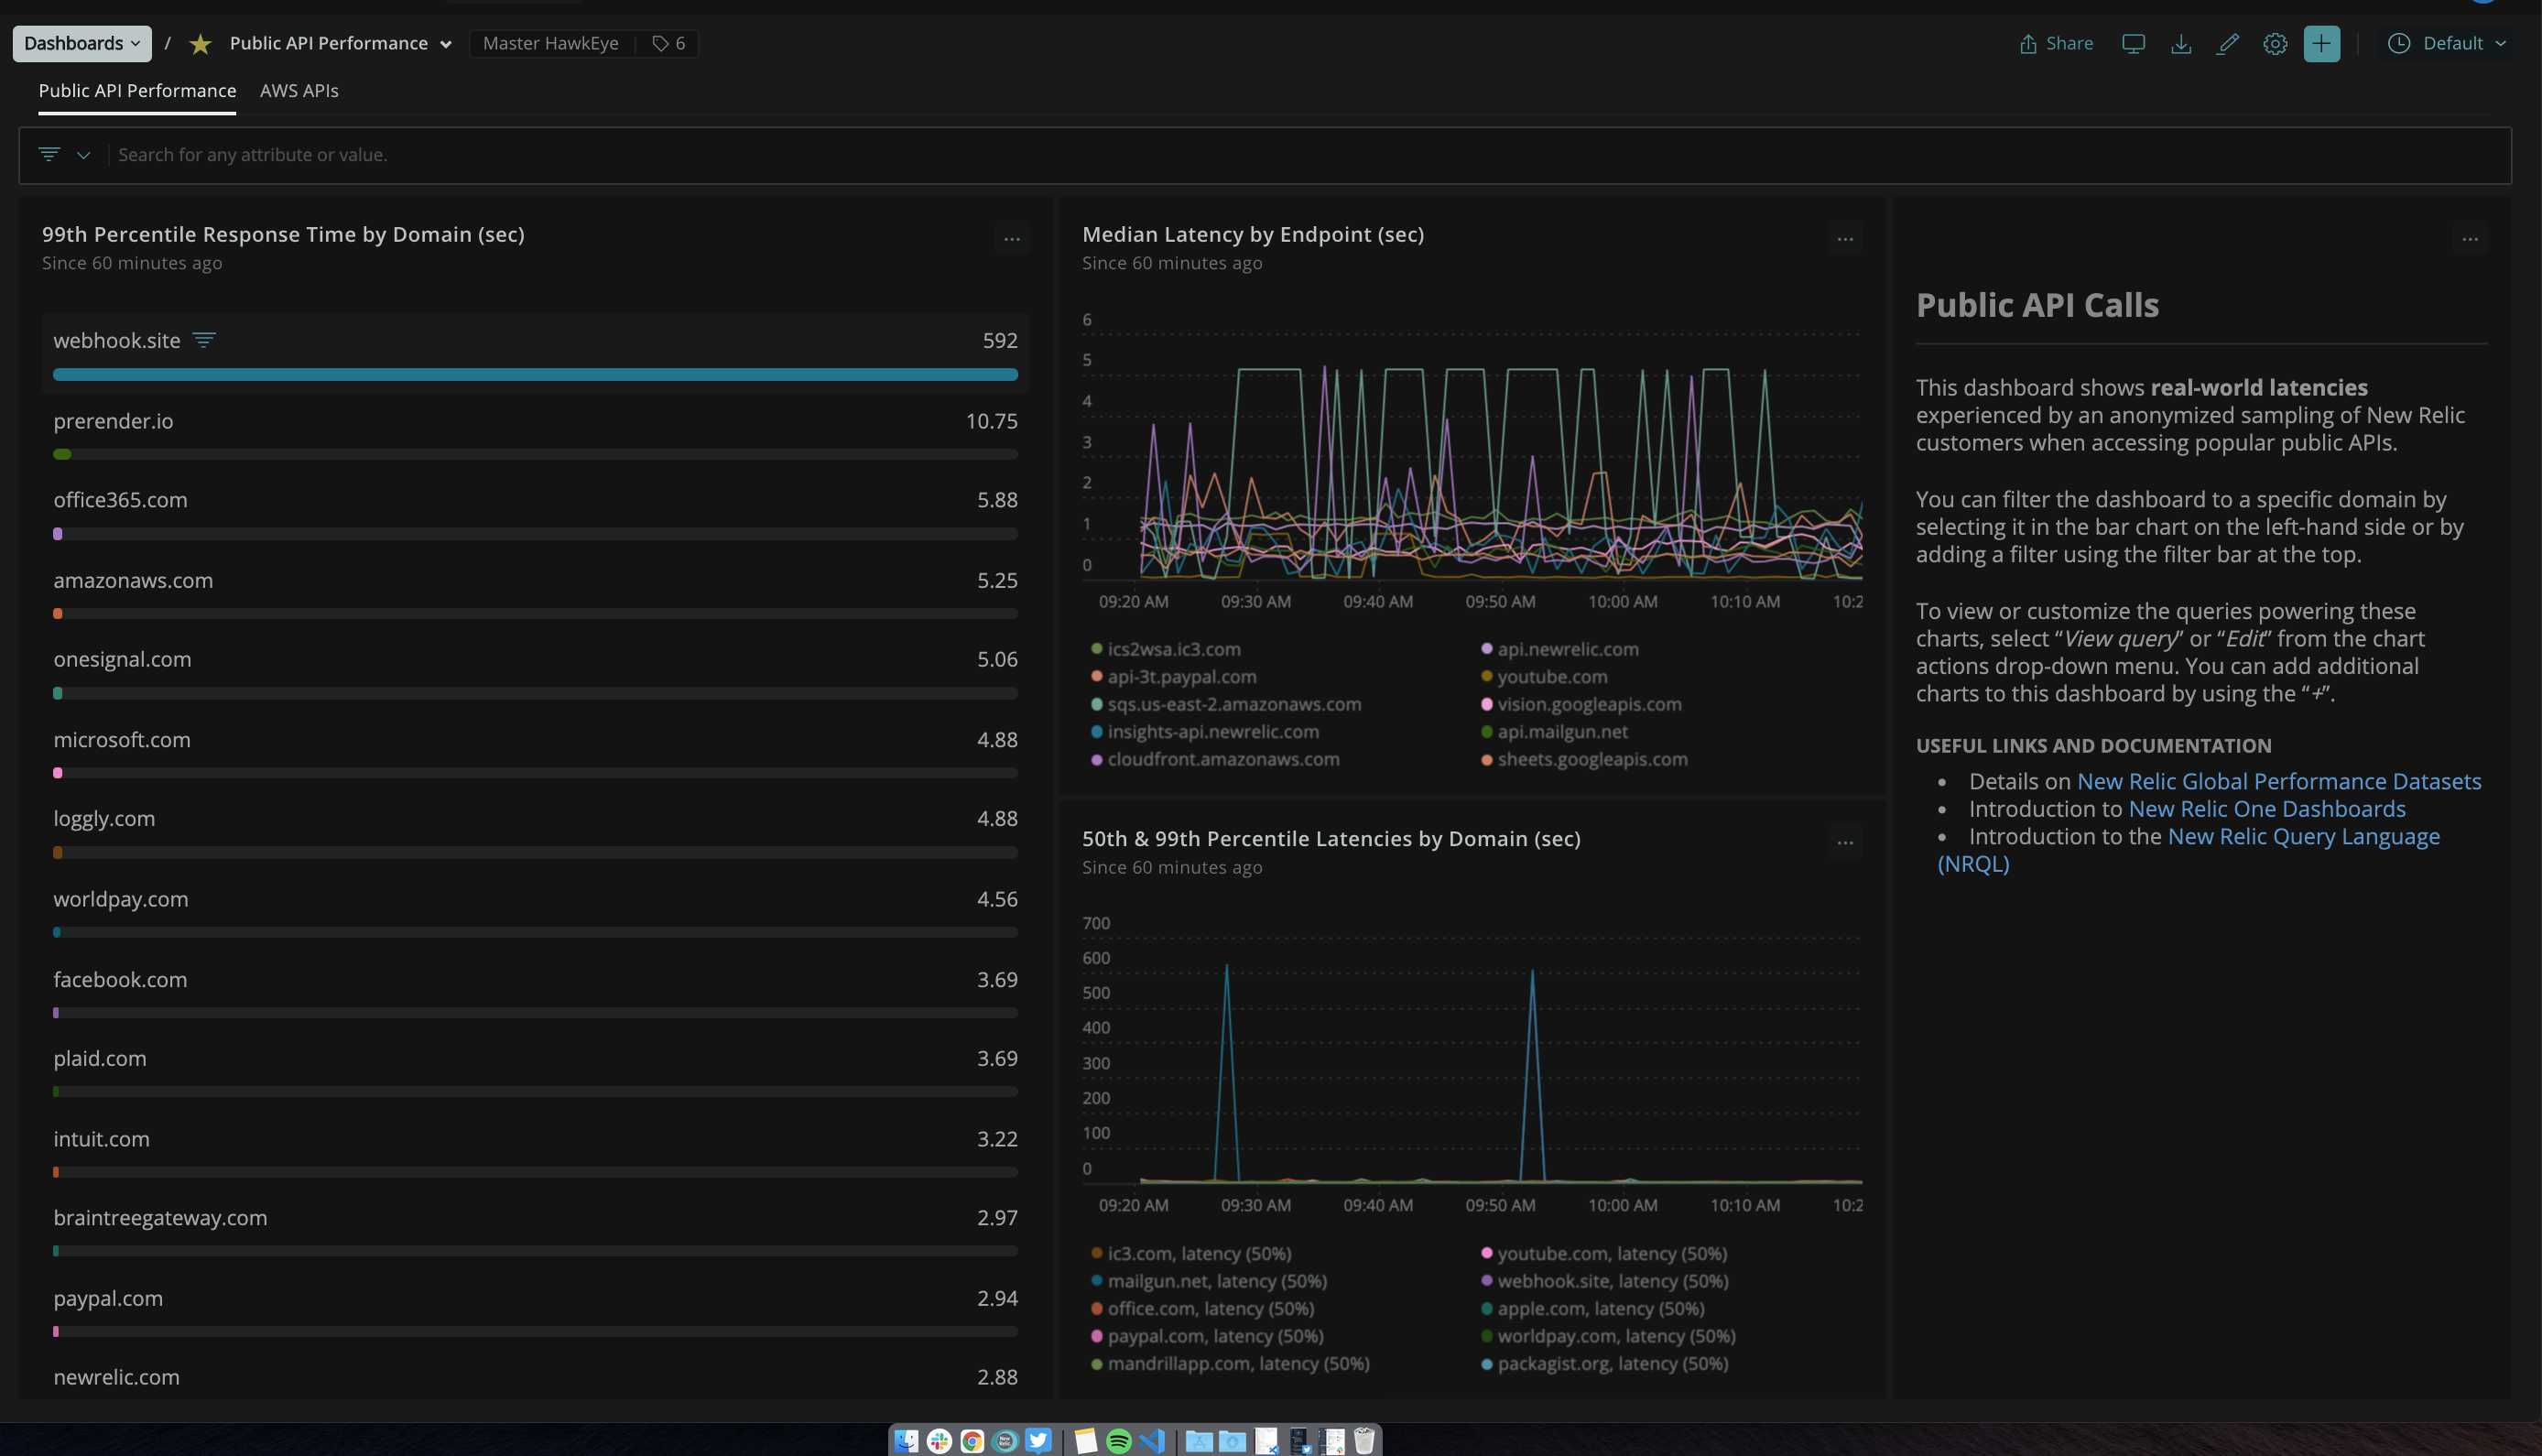 Dashboards / Public API Performance Master HawkEye 6 Share Default
Public API Performance AWS APIs
Search for any attribute or value.
99th Percentile Response Time by Domain (sec)
Since 60 minutes ago
webhook.site 592
prerender.io 10.75
office365.com 5.88
amazonaws.com 5.25
onesignal.com 5.06
microsoft.com 4.88
loggly.com 4.88
worldpay.com 4.56
facebook.com 3.69
plaid.com 3.69
intuit.com 3.22
braintreegateway.com 2.97
paypal.com 2.94
newrelic.com 2.88
Median Latency by Endpoint (sec)
Since 60 minutes ago
6
5
4
3
2
1
0
09:20 AM 09:30 AM 09:40 AM 09:50 AM 10:00 AM 10:10 AM 10:2
ics2wsa.ic3.com api.newrelic.com
api-3t.paypal.com youtube.com
sqs.us-east-2.amazonaws.com vision.googleapis.com
insights-api.newrelic.com api.mailgun.net
cloudfront.amazonaws.com sheets.googleapis.com
50th & 99th Percentile Latencies by Domain (sec)
Since 60 minutes ago
700
600
500
400
300
200
100
0
09:20 AM 09:30 AM 09:40 AM 09:50 AM 10:00 AM 10:10 AM 10:2
ic3.com, latency (50%) youtube.com, latency (50%)
mailgun.net, latency (50%) webhook.site, latency (50%)
office.com, latency (50%) apple.com, latency (50%)
paypal.com, latency (50%) worldpay.com, latency (50%)
mandrillapp.com, latency (50%) packagist.org, latency (50%)
Public API Calls
This dashboard shows real-world latencies
experienced by an anonymized sampling of New Relic
customers when accessing popular public APIs.
You can filter the dashboard to a specific domain by
selecting it in the bar chart on the left-hand side or by
adding a filter using the filter bar at the top.
To view or customize the queries powering these
charts, select “View query” or “Edit” from the chart
actions drop-down menu. You can add additional
charts to this dashboard by using the “+”.
USEFUL LINKS AND DOCUMENTATION
• Details on New Relic Global Performance Datasets
• Introduction to New Relic One Dashboards
• Introduction to the New Relic Query Language
(NRQL)